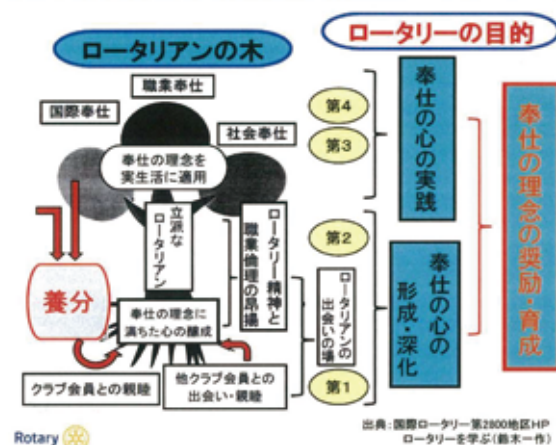 ロータリアンの木
ロータリーの目的
職業奉仕
国際奉仕
社会奉仕
奉仕の理念を
実生活に適用
立派な
ロータリアン
ロータリー精神と
職業倫理の昂揚
養分
奉仕の理念に
満ちた心の醸成
クラブ会員との親睦
他クラブ会員との
出会い・親睦
ロータリアンの
出会いの場
第4
第3
第2
第1
奉仕の心の実践
奉仕の心の
形成・深化
奉仕の理念の奨励・育成
出典:国際ロータリー第2800地区HP
ロータリーを学ぶ(鈴木一作)
Rotary